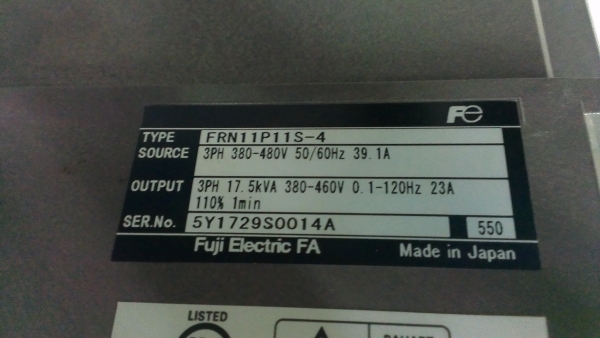 Fe
TYPE FRN11P11S-4
SOURCE 3PH 380-480V 50/60Hz 39.1A
OUTPUT 3PH 17.5kVA 380-460V 0.1-120Hz 23A
110% 1min
SER.No. 5Y1729S0014A 550
Fuji Electric FA Made in Japan
LISTED